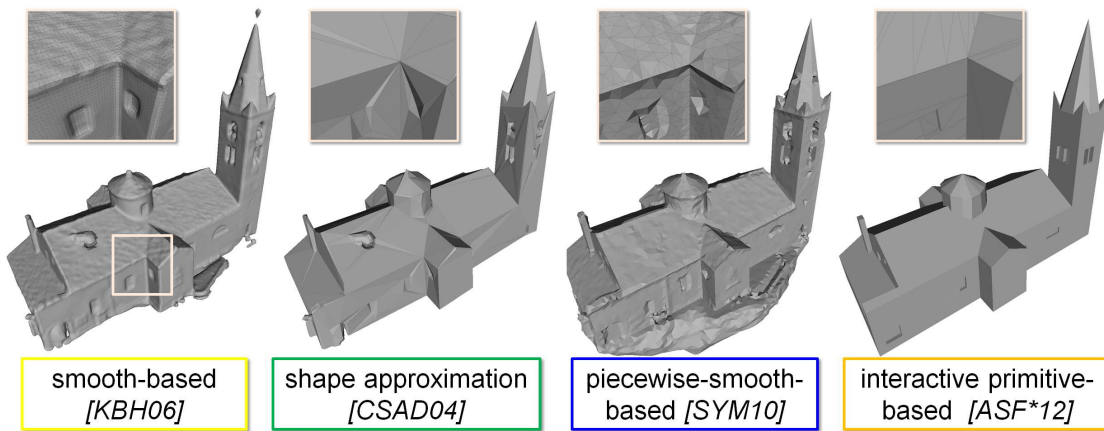 smooth-based
[KBH06]
shape approximation
[CSAD04]
piecewise-smooth-
based [SYM10]
interactive primitive-
based [ASF*12]